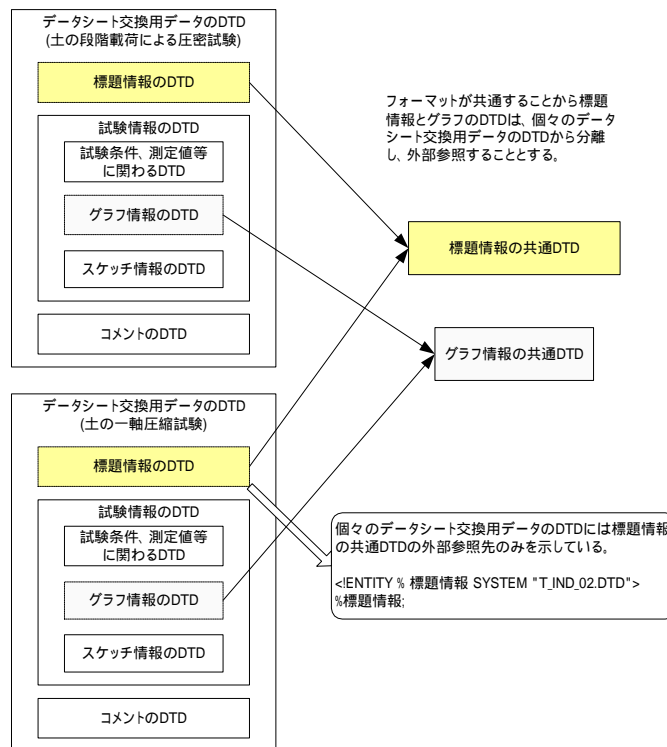 データシート交換用データのDTD
(土の段階載荷による圧密試験)
標題情報のDTD
試験情報のDTD
試験条件、測定値等
に関わるDTD
グラフ情報のDTD
スケッチ情報のDTD
コメントのDTD
フォーマットが共通することから標題
情報とグラフのDTDは、個々のデータ
シート交換用データのDTDから分離
し、外部参照することとする。
標題情報の共通DTD
グラフ情報の共通DTD
データシート交換用データのDTD
(土の一軸圧縮試験)
標題情報のDTD
試験情報のDTD
試験条件、測定値等
に関わるDTD
グラフ情報のDTD
スケッチ情報のDTD
コメントのDTD
個々のデータシート交換用データのDTDには標題情報
の共通DTDの外部参照先のみを示している。
<!ENTITY % 標題情報 SYSTEM "T_IND_02.DTD">
%標題情報;